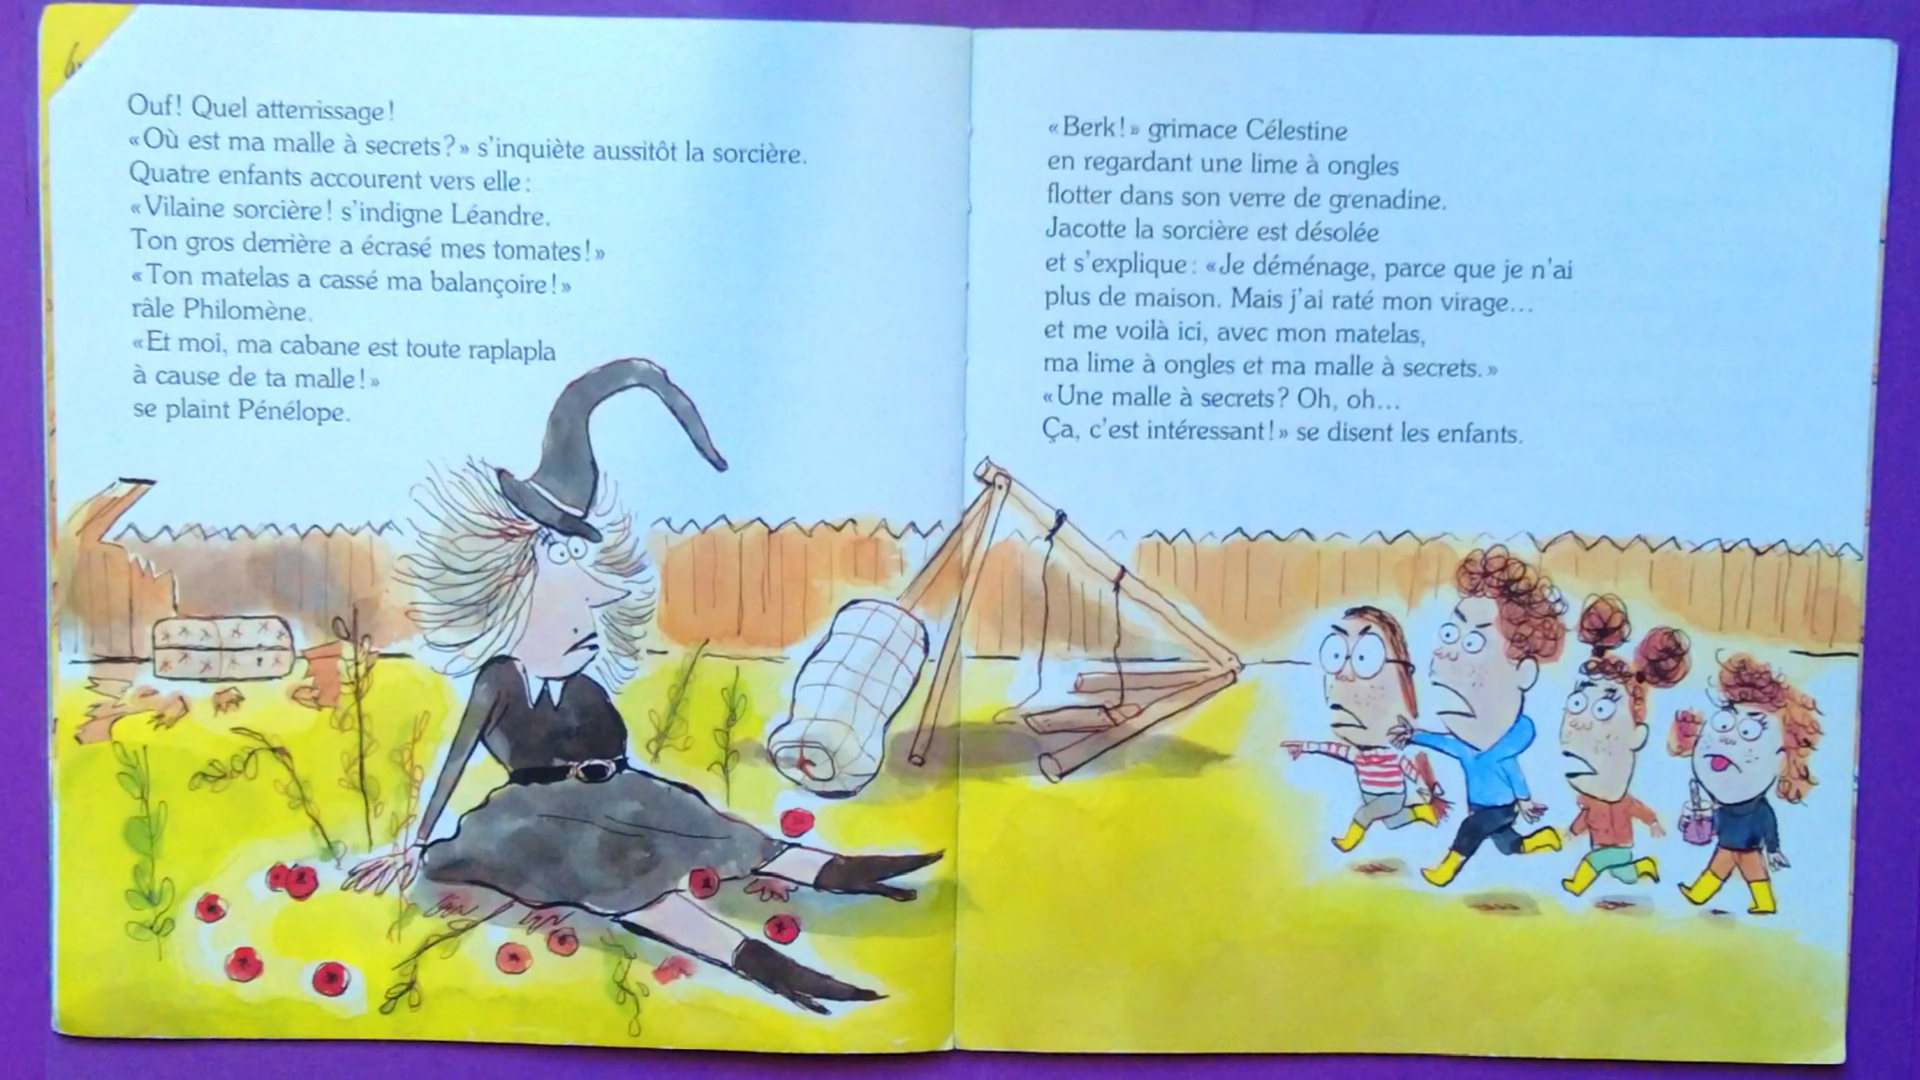 Ouf! Quel atterrissage!
«Où est ma malle à secrets?» s'inquiète aussitôt la sorcière.
Quatre enfants accourent vers elle:
«Vilaine sorcière! s'indigne Léandre.
Ton gros derrière a écrasé mes tomates!»
«Ton matelas a cassé ma balançoire!»
râle Philomène.
«Et moi, ma cabane est toute raplapla
à cause de ta malle!»
se plaint Pénélope.
«Berk!» grimace Célestine
en regardant une lime à ongles
flotter dans son verre de grenadine.
Jacotte la sorcière est désolée
et s'explique: «Je déménage, parce que je n'ai
plus de maison. Mais j'ai raté mon virage...
et me voilà ici, avec mon matelas,
ma lime à ongles et ma malle à secrets.»
«Une malle à secrets? Oh, oh...
Ça, c'est intéressant!» se disent les enfants.